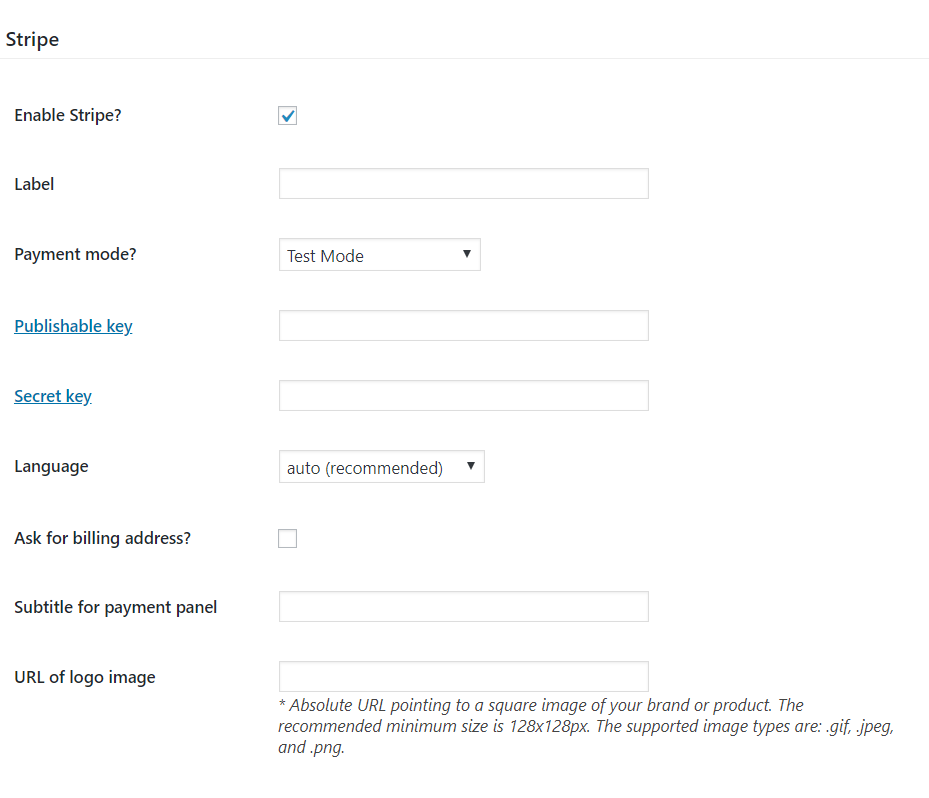 Stripe
Enable Stripe?
Label
Payment mode?
Test Mode
Publishable key
Secret key
Language
auto (recommended)
Ask for billing address?
Subtitle for payment panel
URL of logo image
* Absolute URL pointing to a square image of your brand or product. The
recommended minimum size is 128x128px. The supported image types are: .gif, .jpeg,
and .png.